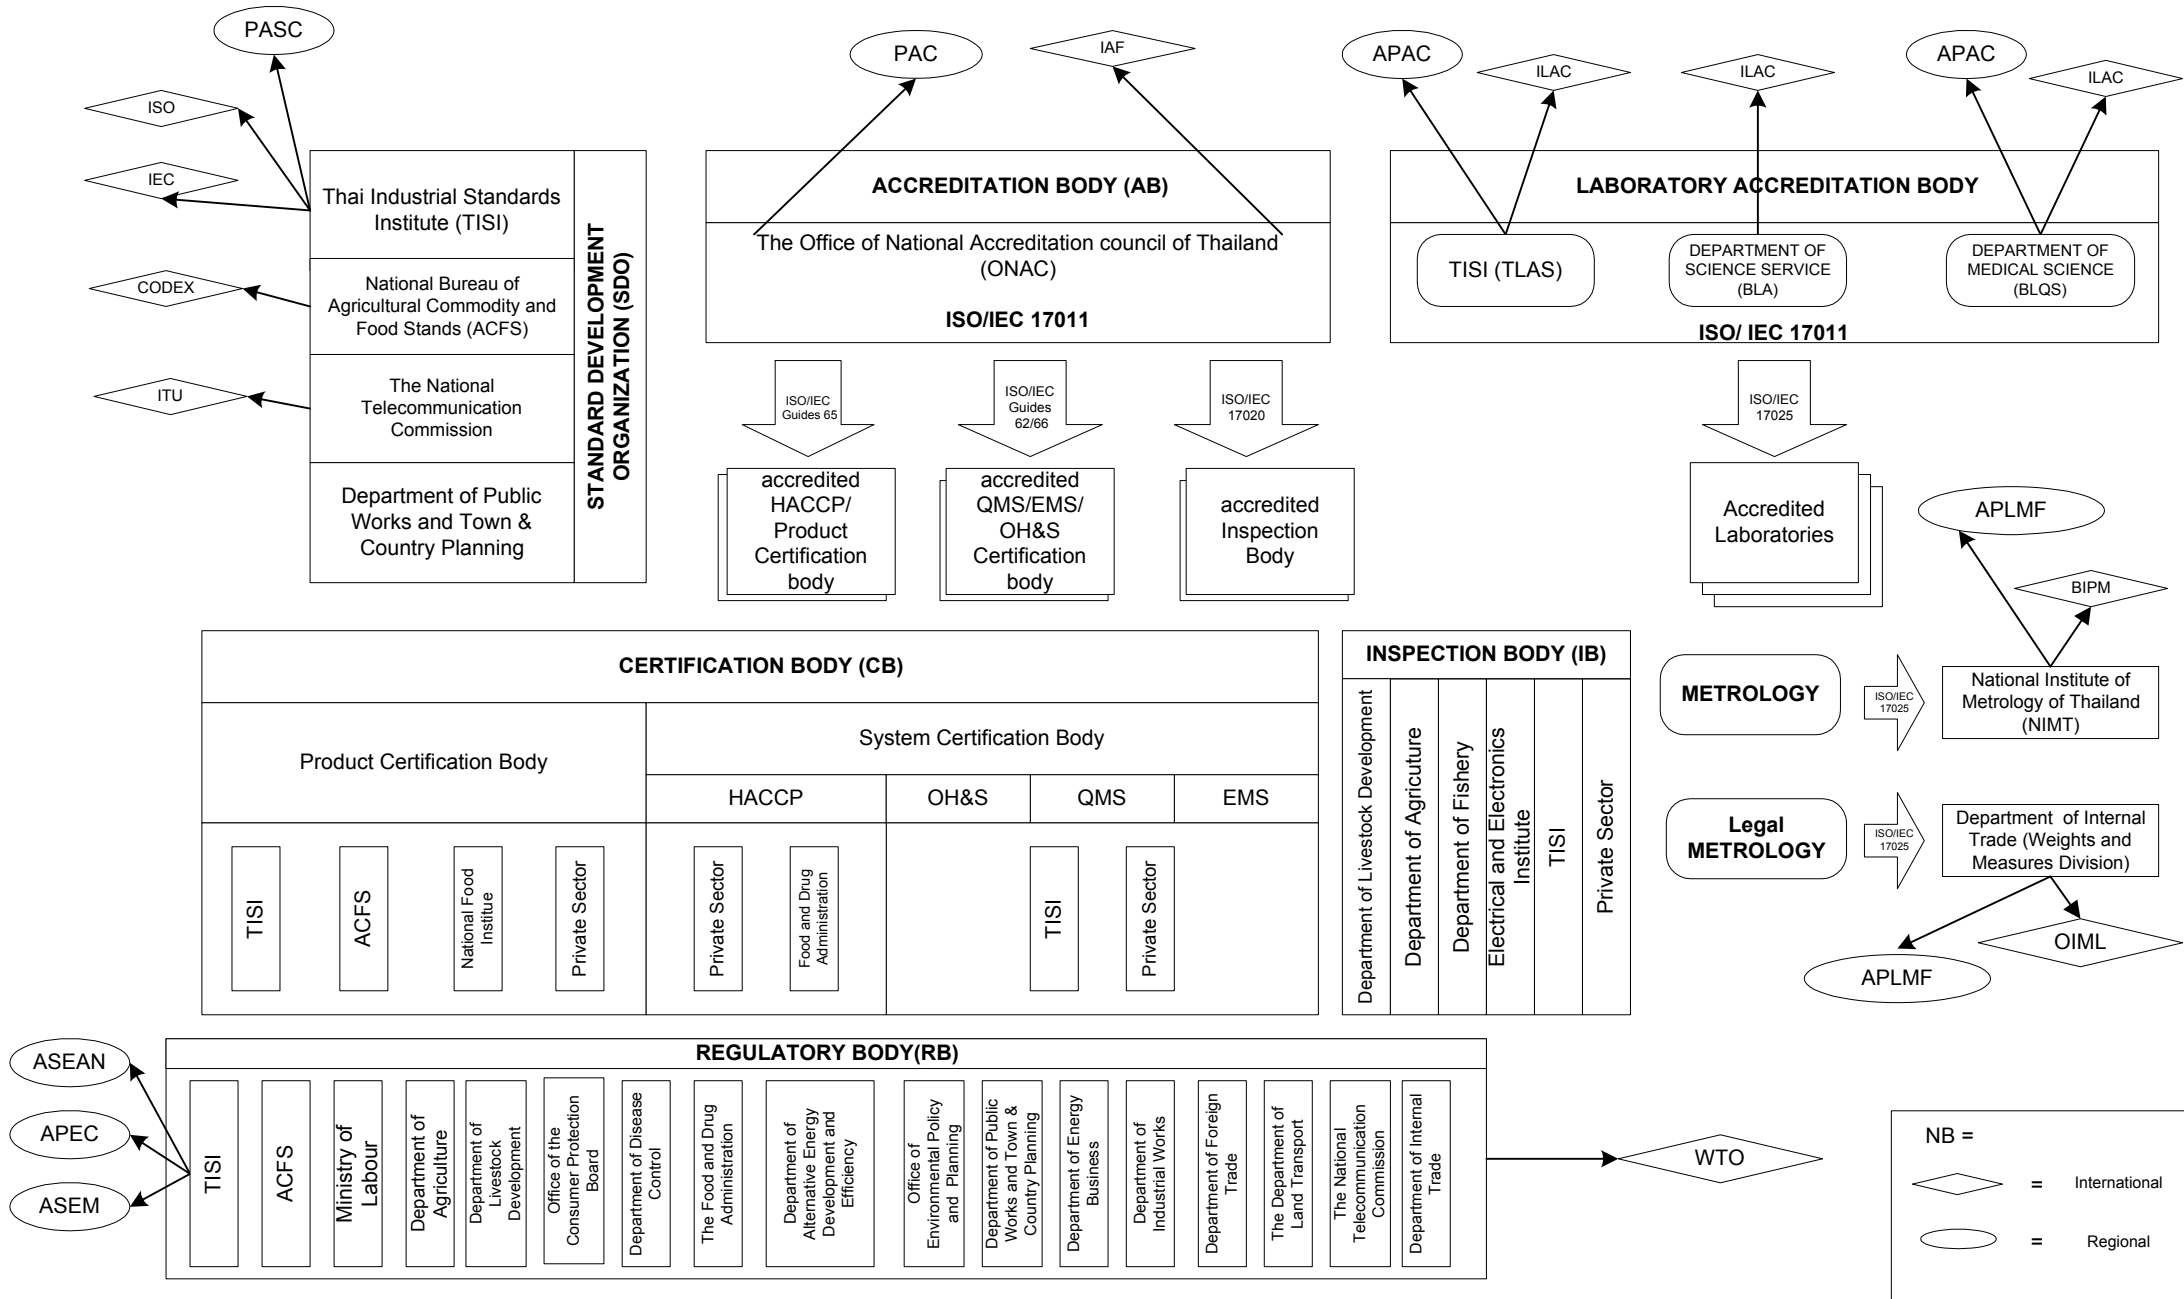 PASC
ISO
IEC
CODEX
ITU
Thai Industrial Standards
Institute (TISI)
National Bureau of
Agricultural Commodity and
Food Stands (ACFS)
The National
Telecommunication
Commission
Department of Public
Works and Town &
Country Planning
STANDARD DEVELOPMENT
ORGANIZATION (SDO)
PAC
IAF
ACCREDITATION BODY (AB)
The Office of National Accreditation council of Thailand
(ONAC)
ISO/IEC 17011
ISO/IEC
Guides 65
ISO/IEC
Guides
62/66
ISO/IEC
17020
accredited
HACCP/
Product
Certification
body
accredited
QMS/EMS/
OH&S
Certification
body
accredited
Inspection
Body
APAC
ILAC
ILAC
APAC
ILAC
LABORATORY ACCREDITATION BODY
TISI (TLAS)
DEPARTMENT OF
SCIENCE SERVICE
(BLA)
DEPARTMENT OF
MEDICAL SCIENCE
(BLQS)
ISO/ IEC 17011
ISO/IEC
17025
Accredited
Laboratories
APLMF
BIPM
METROLOGY
ISO/IEC
17025
National Institute of
Metrology of Thailand
(NIMT)
Legal
METROLOGY
ISO/IEC
17025
Department of Internal
Trade (Weights and
Measures Division)
OIML
APLMF
CERTIFICATION BODY (CB)
Product Certification Body
System Certification Body
HACCP
OH&S
QMS
EMS
TISI
ACFS
National Food
Institue
Private Sector
Private Sector
Food and Drug
Administration
TISI
Private Sector
INSPECTION BODY (IB)
Department of Livestock Development
Department of Agricuture
Department of Fishery
Electrical and Electronics
Institute
TISI
Private Sector
REGULATORY BODY(RB)
ASEAN
APEC
ASEM
TISI
ACFS
Ministry of
Labour
Department of
Agriculture
Department of
Livestock
Development
Office of the
Consumer Protection
Board
Department of Disease
Control
The Food and Drug
Administration
Department of
Alternative Energy
Development and
Efficiency
Office of
Environmental Policy
and Planning
Department of Public
Works and Town &
Country Planning
Department of Energy
Business
Department of
Industrial Works
Department of Foreign
Trade
The Department of
Land Transport
The National
Telecommunication
Commission
Department of Internal
Trade
WTO
NB =
= International
= Regional